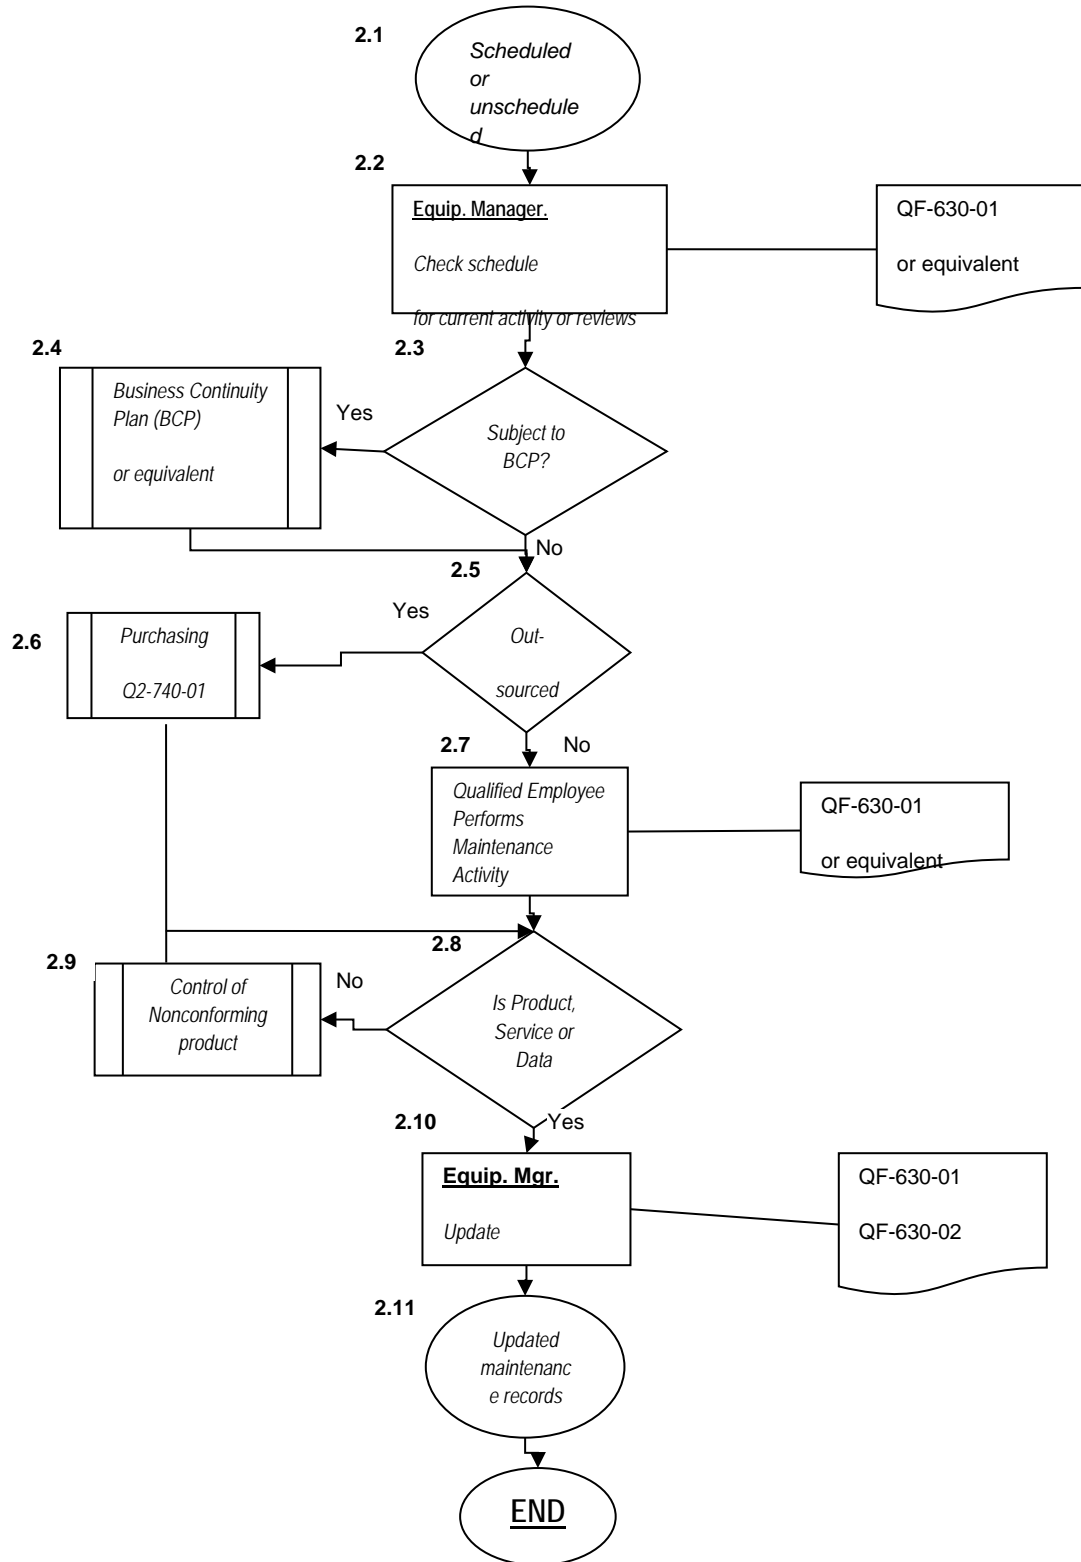 2.1
Scheduled
or
unschedule
d
2.2
Equip. Manager.
Check schedule
for current activity or reviews
QF-630-01
or equivalent
2.3
Subject to
BCP?
Yes
2.4
Business Continuity
Plan (BCP)
or equivalent
No
2.5
Out-
sourced
Yes
2.6
Purchasing
Q2-740-01
No
2.7
Qualified Employee
Performs
Maintenance
Activity
QF-630-01
or equivalent
2.8
Is Product,
Service or
Data
No
2.9
Control of
Nonconforming
product
Yes
2.10
Equip. Mgr.
Update
QF-630-01
QF-630-02
2.11
Updated
maintenanc
e records
END